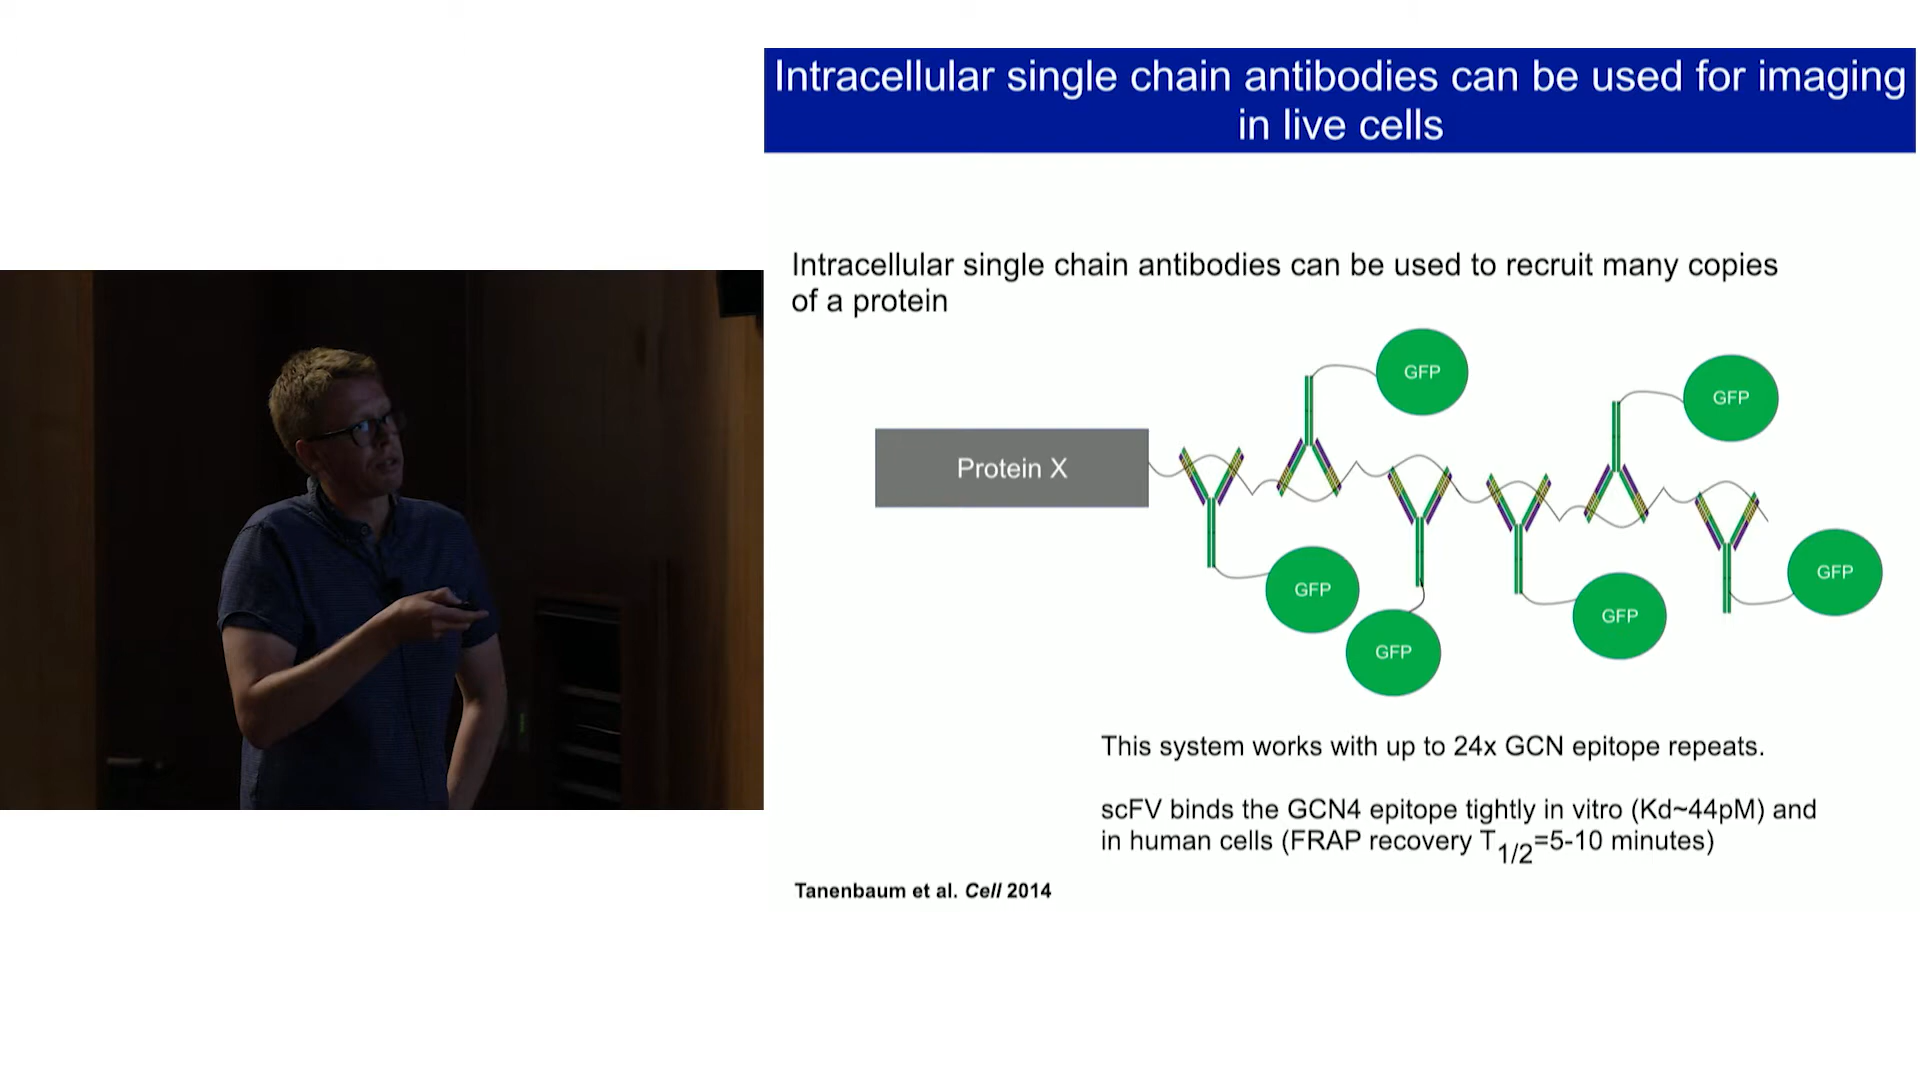 Intracellular single chain antibodies can be used for imaging
in live cells
Intracellular single chain antibodies can be used to recruit many copies
of a protein
GFP
GFP
Protein X
GFP
GFP
GFP
GFP
This system works with up to 24x GCN epitope repeats.
scFV binds the GCN4 epitope tightly in vitro (Kd~44pM) and
in human cells (FRAP recovery T1/2=5-10 minutes)
Tanenbaum et al. Cell 2014